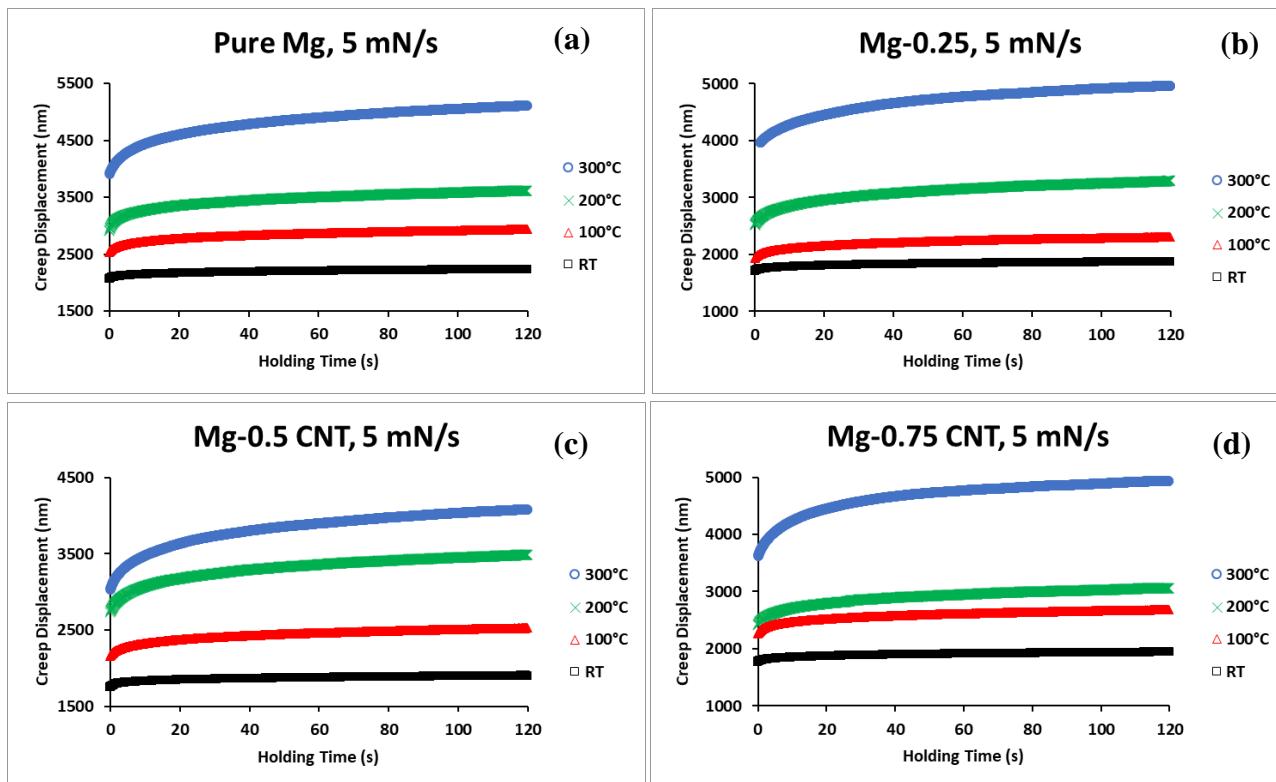 Pure Mg, 5 mN/s
(a)
Creep Displacement (nm)
5500
4500
3500
2500
1500
0 20 40 60 80 100 120
Holding Time (s)
300°C
200°C
100°C
RT
Mg-0.25, 5 mN/s
(b)
Creep Displacement (nm)
5000
4000
3000
2000
1000
0 20 40 60 80 100 120
Holding Time (s)
300°C
200°C
100°C
RT
Mg-0.5 CNT, 5 mN/s
(c)
Creep Displacement (nm)
4500
3500
2500
1500
0 20 40 60 80 100 120
Holding Time (s)
300°C
200°C
100°C
RT
Mg-0.75 CNT, 5 mN/s
(d)
Creep Displacement (nm)
5000
4000
3000
2000
1000
0 20 40 60 80 100 120
Holding Time (s)
300°C
200°C
100°C
RT